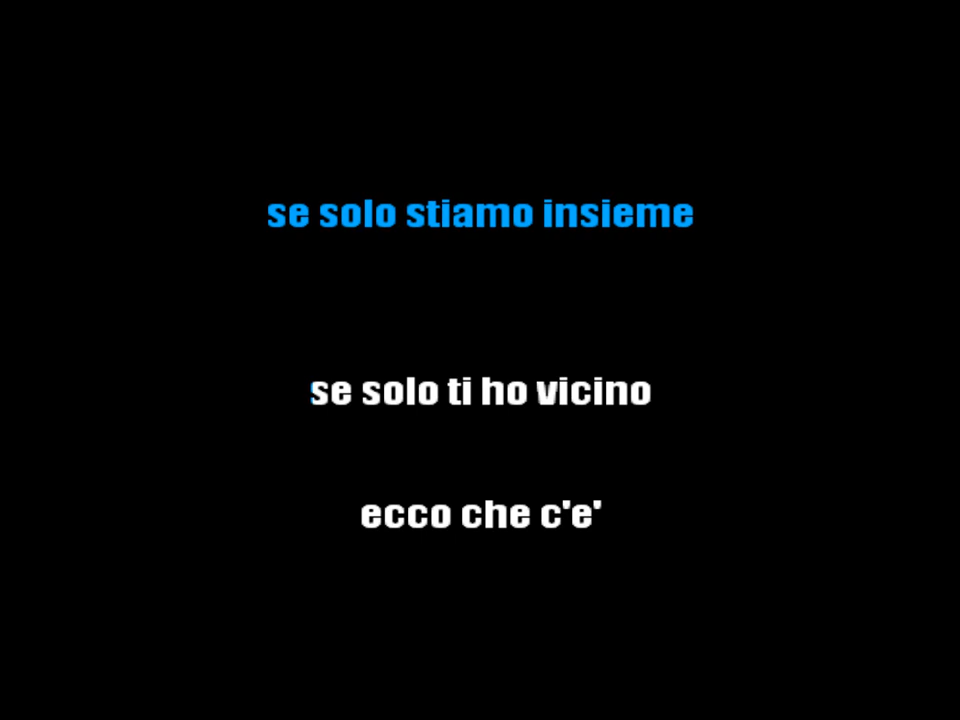 se solo stiamo insieme
se solo ti ho vicino
ecco che c'e'